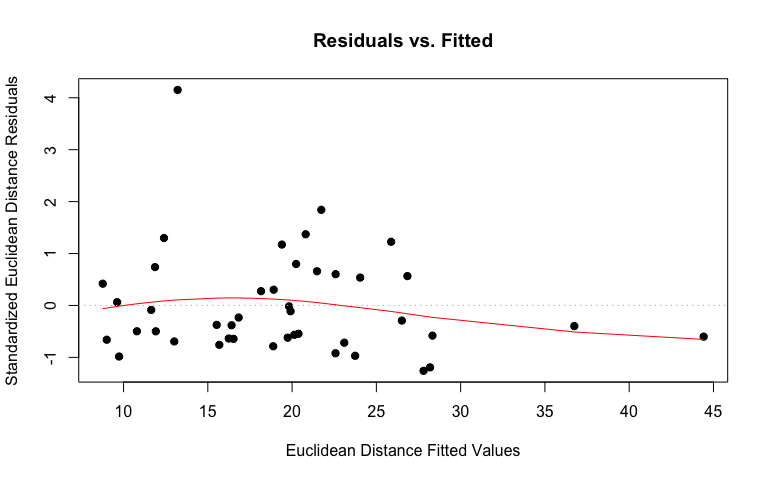 Residuals vs. Fitted
Standardized Euclidean Distance Residuals
4
3
2
1
0
-1
10 15 20 25 30 35 40 45
Euclidean Distance Fitted Values